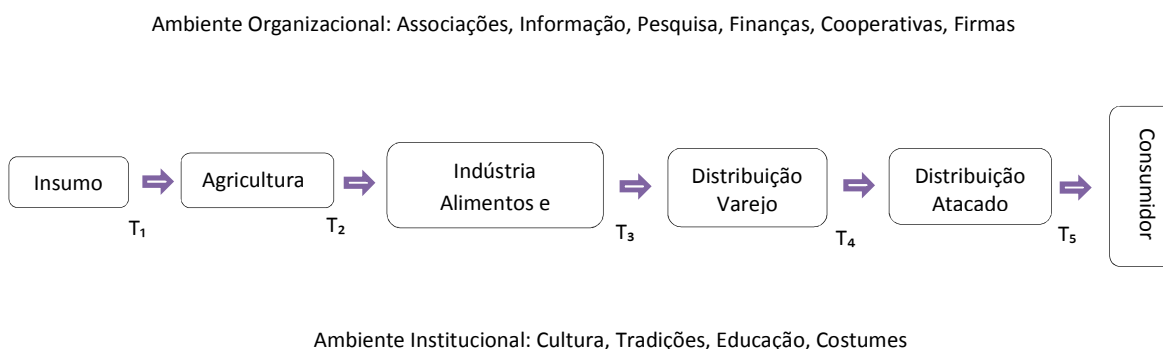 Ambiente Organizacional: Associações, Informação, Pesquisa, Finanças, Cooperativas, Firmas
Insumo
Agricultura
Indústria
Alimentos e
Distribuição
Varejo
Distribuição
Atacado
Consumidor
T₁
T₂
T₃
T₄
T₅
Ambiente Institucional: Cultura, Tradições, Educação, Costumes